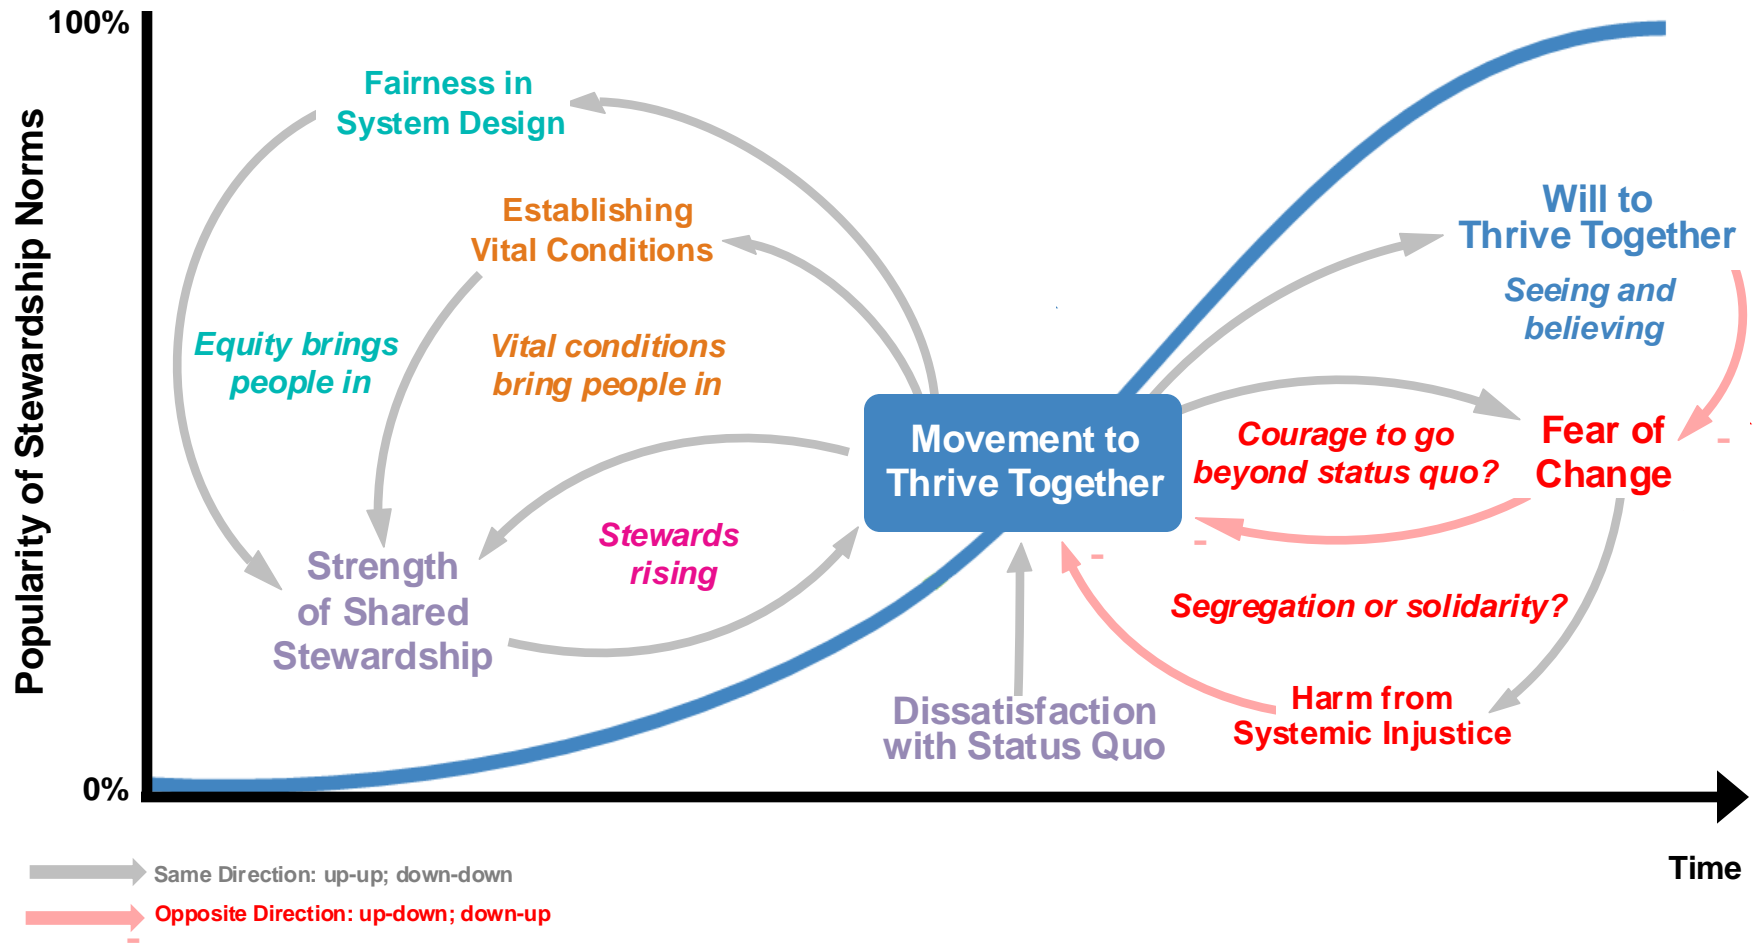 100%
Popularity of Stewardship Norms
0%
Time
Fairness in
System Design
Establishing
Vital Conditions
Equity brings
people in
Vital conditions
bring people in
Strength
of Shared
Stewardship
Stewards
rising
Movement to
Thrive Together
Dissatisfaction
with Status Quo
Will to
Thrive Together
Seeing and
believing
Fear of
Change
-
Courage to go
beyond status quo?
-
-
Segregation or solidarity?
Harm from
Systemic Injustice
Same Direction: up-up; down-down
Opposite Direction: up-down; down-up
-